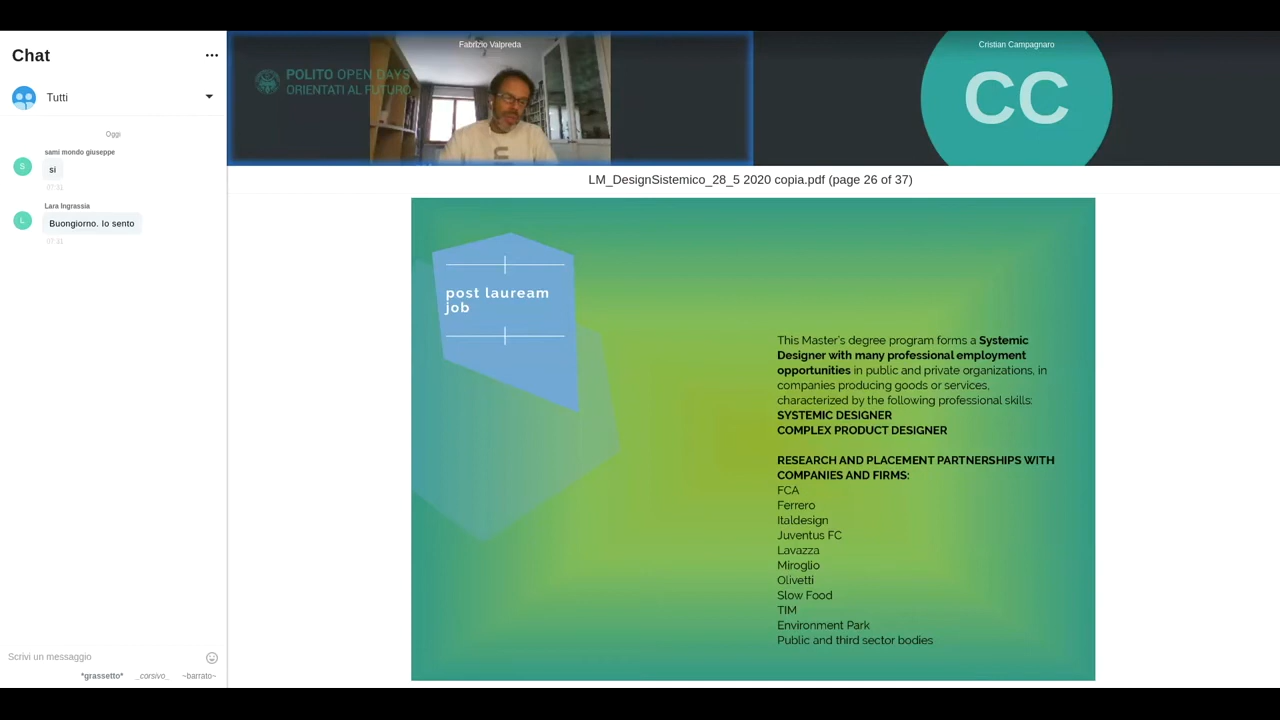 Chat
Tutti
Oggi
sami mondo giuseppe
S
si
07:31
Lara Ingrassia
L
Buongiorno. Io sento
07:31
Scrivi un messaggio
*grassetto* _corsivo_ ~barrato~
POLITO OPEN DAYS
ORIENTATI AL FUTURO
Fabrizio Valpreda
Cristian Campagnaro
CC
LM_DesignSistemico_28_5 2020 copia.pdf (page 26 of 37)
post lauream
job
This Master's degree program forms a Systemic
Designer with many professional employment
opportunities in public and private organizations, in
companies producing goods or services,
characterized by the following professional skills:
SYSTEMIC DESIGNER
COMPLEX PRODUCT DESIGNER
RESEARCH AND PLACEMENT PARTNERSHIPS WITH
COMPANIES AND FIRMS:
FCA
Ferrero
Italdesign
Juventus FC
Lavazza
Miroglio
Olivetti
Slow Food
TIM
Environment Park
Public and third sector bodies